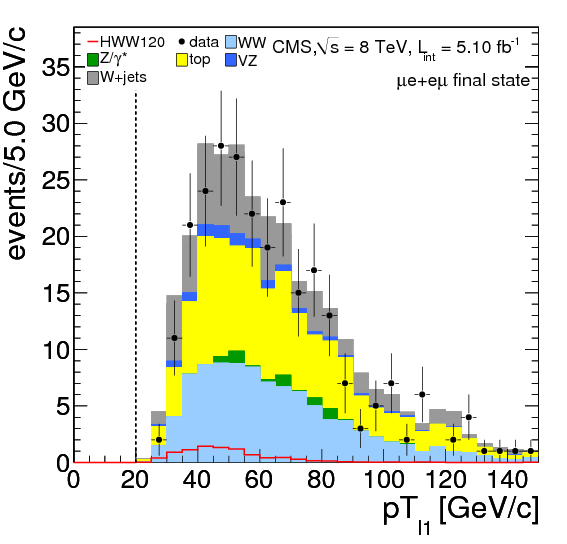 HWW120 data WW CMS,√s = 8 TeV, L_int = 5.10 fb⁻¹
Z/γ* top VZ
W+jets μe+eμ final state
events/5.0 GeV/c
35
30
25
20
15
10
5
0
0 20 40 60 80 100 120 140
pT_l1 [GeV/c]